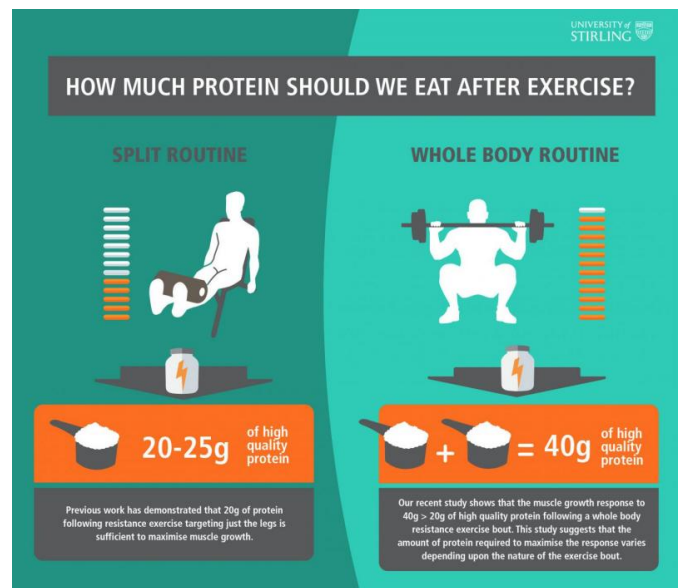 UNIVERSITY of
STIRLING
HOW MUCH PROTEIN SHOULD WE EAT AFTER EXERCISE?
SPLIT ROUTINE
20-25g
of high
quality
protein
Previous work has demonstrated that 20g of protein
following resistance exercise targeting just the legs is
sufficient to maximise muscle growth.
WHOLE BODY ROUTINE
+
= 40g
of high
quality
protein
Our recent study shows that the muscle growth response to
40g > 20g of high quality protein following a whole body
resistance exercise bout. This study suggests that the
amount of protein required to maximise the response varies
depending upon the nature of the exercise bout.